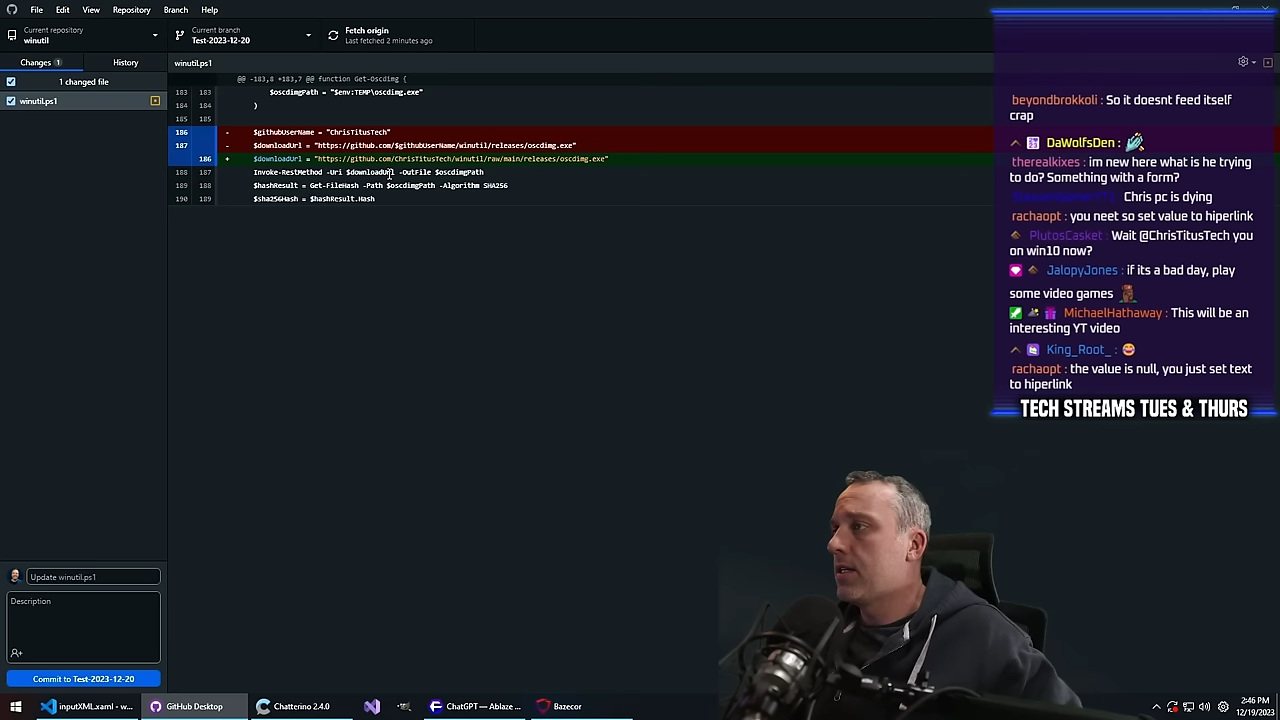 File Edit View Repository Branch Help
Current repository
winutil
Current branch
Test-2023-12-20
Fetch origin
Last fetched 2 minutes ago
Changes 1 History
1 changed file
winutil.ps1
winutil.ps1
@@ -183,8 +183,7 @@ function Get-Oscdimg {
183 183 $oscdimgPath = "$env:TEMP\oscdimg.exe"
184 184 )
185 185
186 - $githubUserName = "ChrisTitusTech"
187 - $downloadUrl = "https://github.com/$githubUserName/winutil/releases/oscdimg.exe"
186 + $downloadUrl = "https://github.com/ChrisTitusTech/winutil/raw/main/releases/oscdimg.exe"
188 187 Invoke-RestMethod -Uri $downloadUrl -OutFile $oscdimgPath
189 188 $hashResult = Get-FileHash -Path $oscdimgPath -Algorithm SHA256
190 189 $sha256Hash = $hashResult.Hash
beyondbrokkoli : So it doesnt feed itself
crap
DaWolfsDen :
therealkixes : im new here what is he trying
to do? Something with a form?
Chris pc is dying
rachaopt : you neet so set value to hiperlink
PlutosCasket : Wait @ChrisTitusTech you
on win10 now?
JalopyJones : if its a bad day, play
some video games
MichaelHathaway : This will be an
interesting YT video
King_Root_ :
rachaopt : the value is null, you just set text
to hiperlink
TECH STREAMS TUES & THURS
Update winutil.ps1
Description
Commit to Test-2023-12-20
inputXML.xaml - w...
GitHub Desktop
Chatterino 2.4.0
ChatGPT — Ablaze ...
Bazecor
2:46 PM
12/19/2023